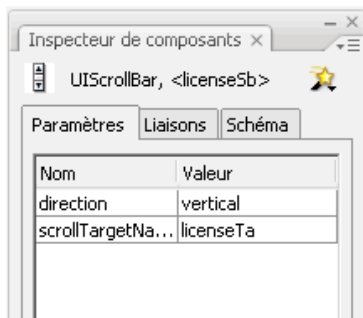 Inspecteur de composants ×
UIScrollBar, <licenseSb>
Paramètres Liaisons Schéma
Nom Valeur
direction vertical
scrollTargetNa... licenseTa